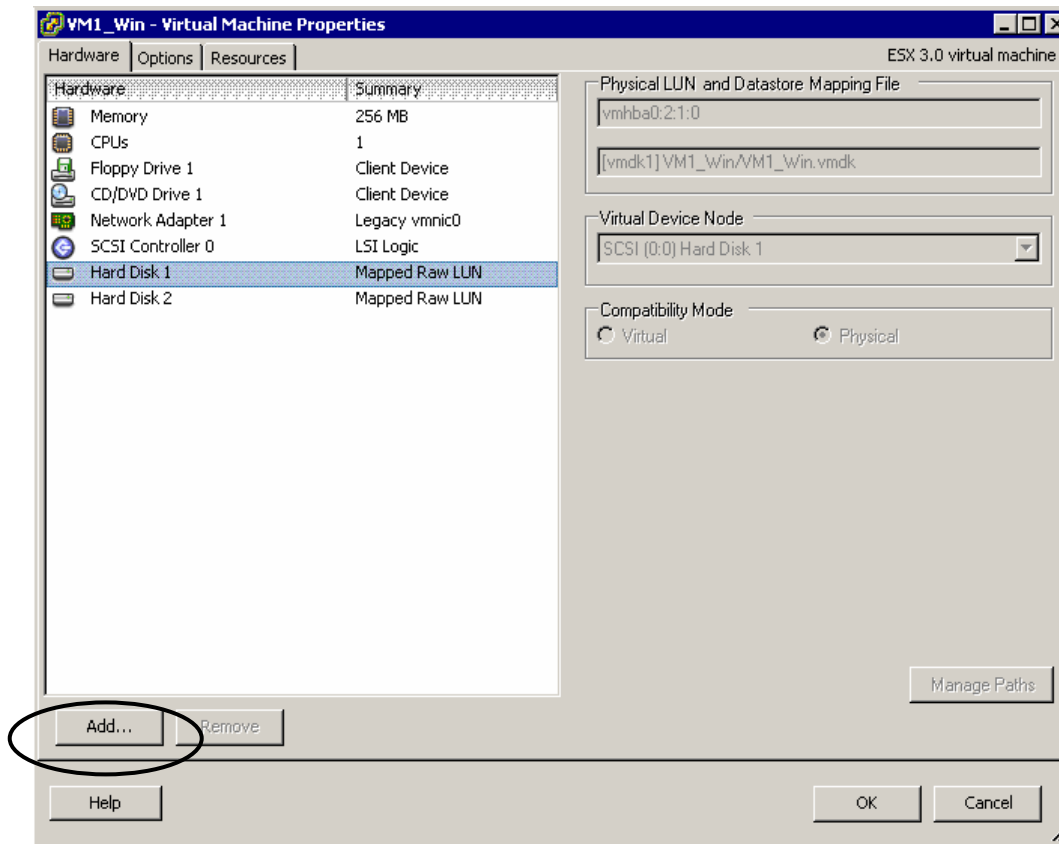 VM1_Win - Virtual Machine Properties
Hardware Options Resources ESX 3.0 virtual machine
Hardware Summary
Memory 256 MB
CPUs 1
Floppy Drive 1 Client Device
CD/DVD Drive 1 Client Device
Network Adapter 1 Legacy vmnic0
SCSI Controller 0 LSI Logic
Hard Disk 1 Mapped Raw LUN
Hard Disk 2 Mapped Raw LUN
Physical LUN and Datastore Mapping File
vmhba0:2:1:0
[vmdk1] VM1_Win/VM1_Win.vmdk
Virtual Device Node
SCSI (0:0) Hard Disk 1
Compatibility Mode
Virtual Physical
Manage Paths
Add... Remove
Help OK Cancel